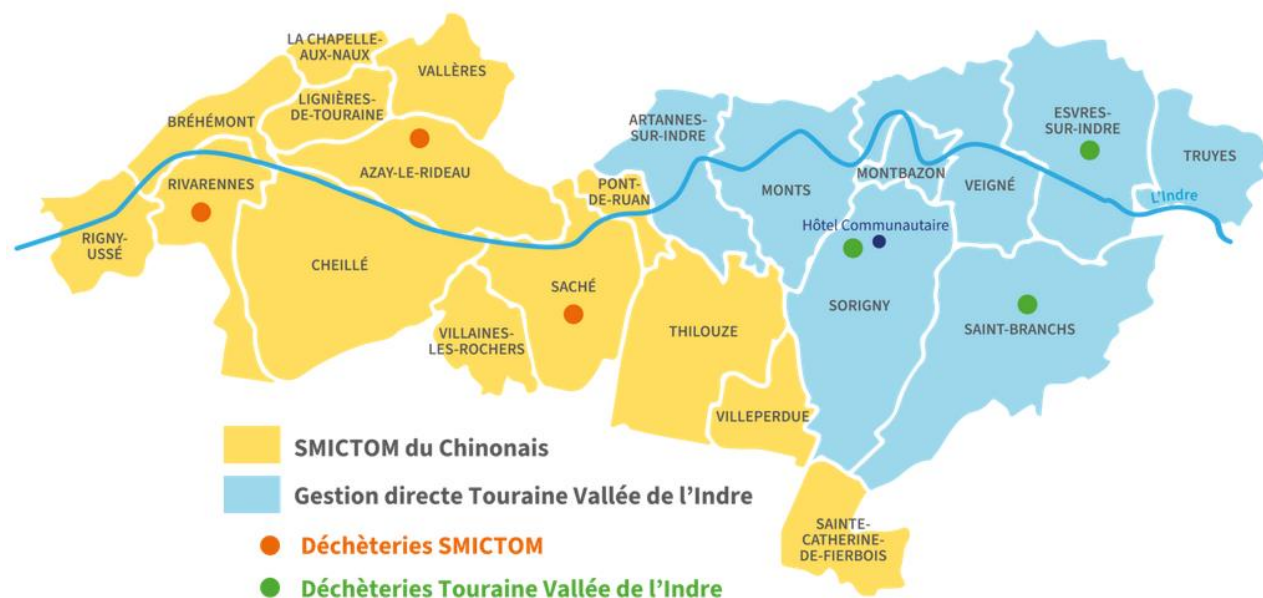 LA CHAPELLE-
AUX-NAUX
VALLÈRES
LIGNIÈRES-
DE-TOURAINE
BRÉHÉMONT
ARTANNES-
SUR-INDRE
ESVRES-
SUR-INDRE
TRUYES
RIVARENNES
AZAY-LE-RIDEAU
PONT-
DE-RUAN
MONTS
MONTBAZON
VEIGNÉ
L'Indre
RIGNY-
USSÉ
Hôtel Communautaire
CHEILLÉ
SACHÉ
SORIGNY
SAINT-BRANCHS
VILLAINES-
LES-ROCHERS
THILOUZE
VILLEPERDUE
SMICTOM du Chinonais
Gestion directe Touraine Vallée de l'Indre
SAINTE-
CATHERINE-
DE-FIERBOIS
Déchèteries SMICTOM
Déchèteries Touraine Vallée de l'Indre